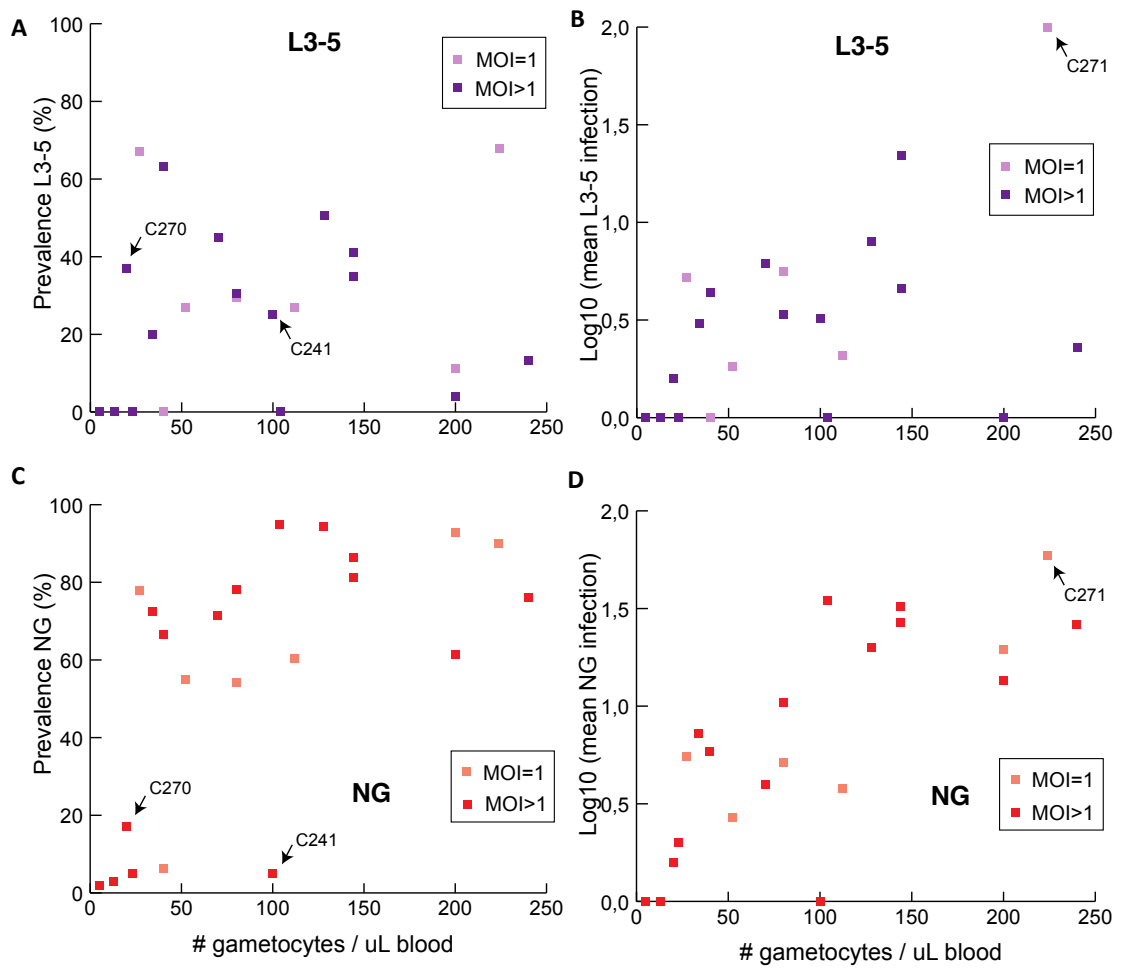 A
L3-5
MOI=1
MOI>1
Prevalence L3-5 (%)
100
80
60
40
20
0
C270
C241
0 50 100 150 200 250
B
L3-5
C271
MOI=1
MOI>1
Log10 (mean L3-5 infection)
2,0
1,5
1,0
0,5
0,0
0 50 100 150 200 250
C
Prevalence NG (%)
100
80
60
40
20
0
C270
C241
MOI=1
MOI>1
NG
0 50 100 150 200 250
# gametocytes / uL blood
D
Log10 (mean NG infection)
2,0
1,5
1,0
0,5
0,0
C271
MOI=1
MOI>1
NG
0 50 100 150 200 250
# gametocytes / uL blood